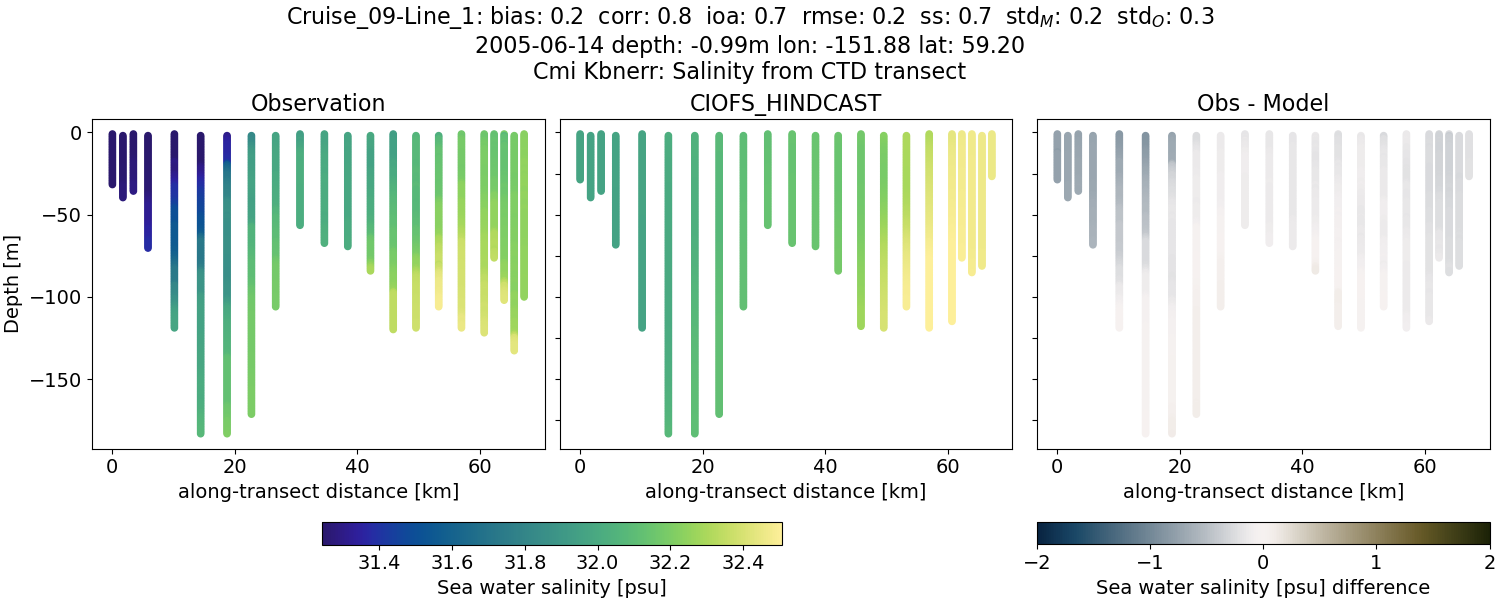 Cruise_09-Line_1: bias: 0.2  corr: 0.8  ioa: 0.7  rmse: 0.2  ss: 0.7  std_M: 0.2  std_O: 0.3
2005-06-14 depth: -0.99m lon: -151.88 lat: 59.20
Cmi Kbnerr: Salinity from CTD transect
Observation
CIOFS_HINDCAST
Obs - Model
Depth [m]
0
−50
−100
−150
0 20 40 60
0 20 40 60
0 20 40 60
along-transect distance [km]
along-transect distance [km]
along-transect distance [km]
31.4 31.6 31.8 32.0 32.2 32.4
Sea water salinity [psu]
−2 −1 0 1 2
Sea water salinity [psu] difference